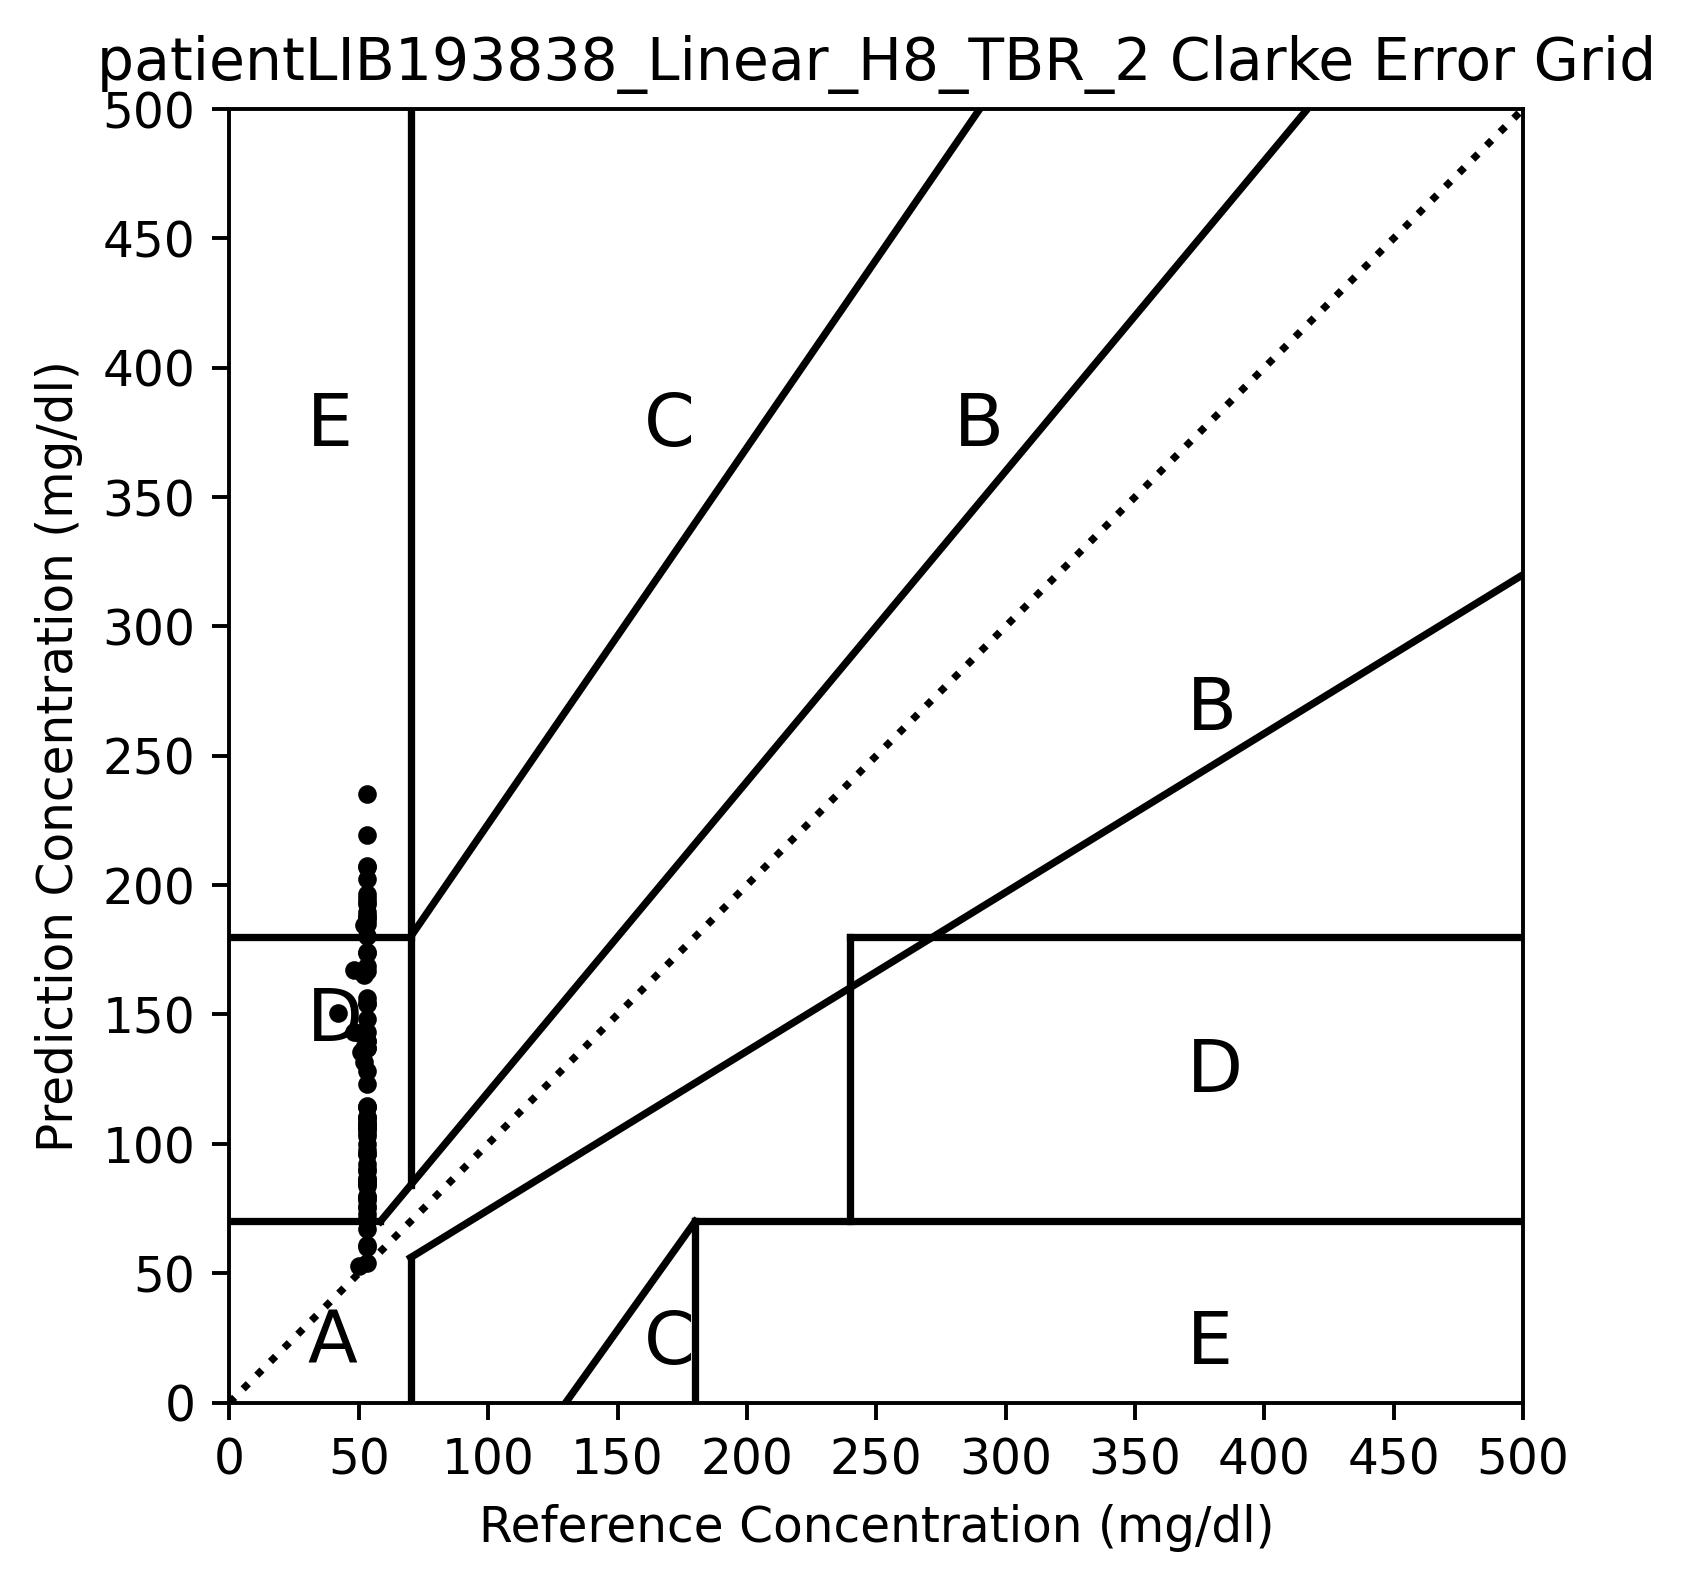 patientLIB193838_Linear_H8_TBR_2 Clarke Error Grid
500
450
400
350
300
250
200
150
100
50
0
Prediction Concentration (mg/dl)
E
C
B
B
D
D
A
C
E
0 50 100 150 200 250 300 350 400 450 500
Reference Concentration (mg/dl)